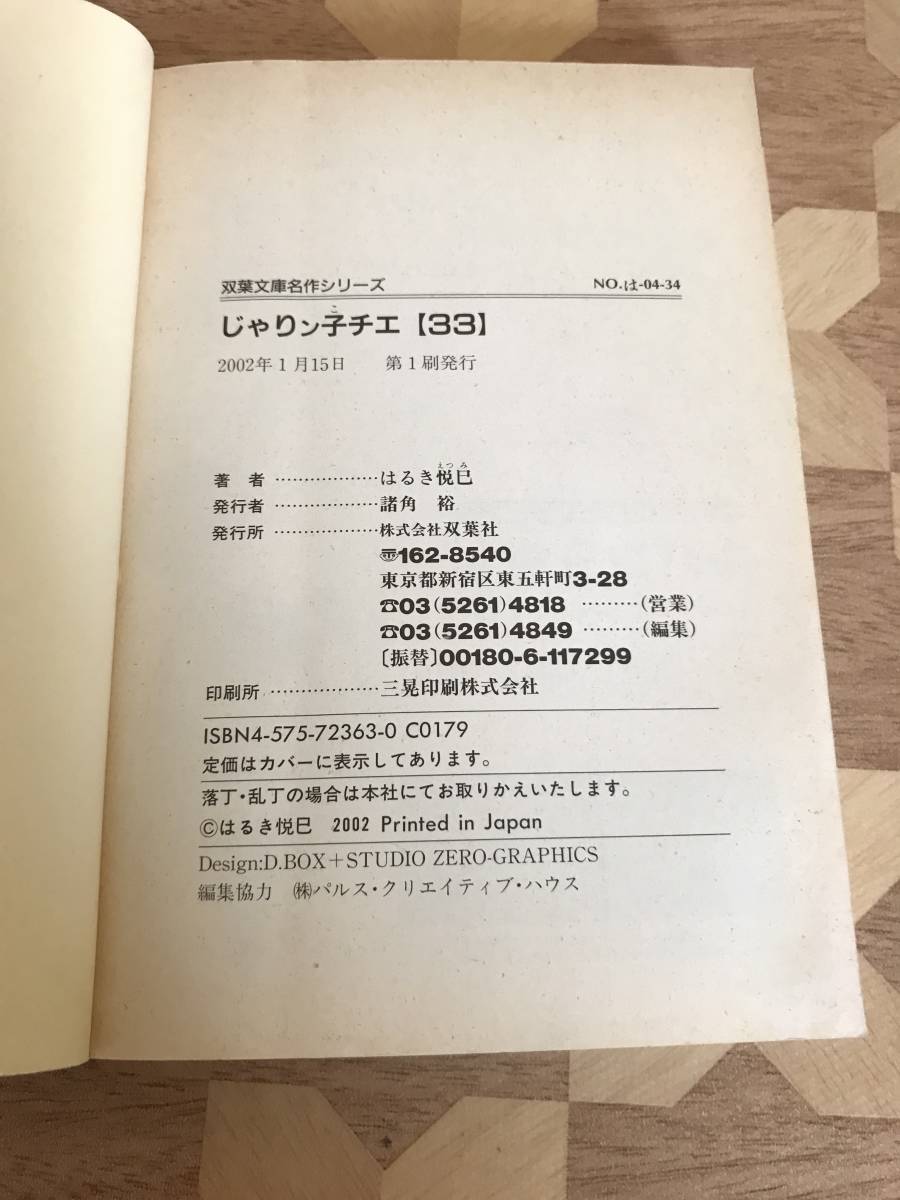 双葉文庫名作シリーズ NO.は-04-34
こ
じゃりン子チエ【33】
2002年1月15日 第1刷発行
えつみ
著者 ………………はるき悦巳
発行者 ………………諸角 裕
発行所 ………………株式会社双葉社
〠162-8540
東京都新宿区東五軒町3-28
☎03(5261)4818 ………(営業)
☎03(5261)4849 ………(編集)
〔振替〕00180-6-117299
印刷所 ………………三晃印刷株式会社
ISBN4-575-72363-0 C0179
定価はカバーに表示してあります。
落丁・乱丁の場合は本社にてお取りかえいたします。
©はるき悦巳 2002 Printed in Japan
Design:D.BOX+STUDIO ZERO-GRAPHICS
編集協力 ㈱パルス・クリエイティブ・ハウス